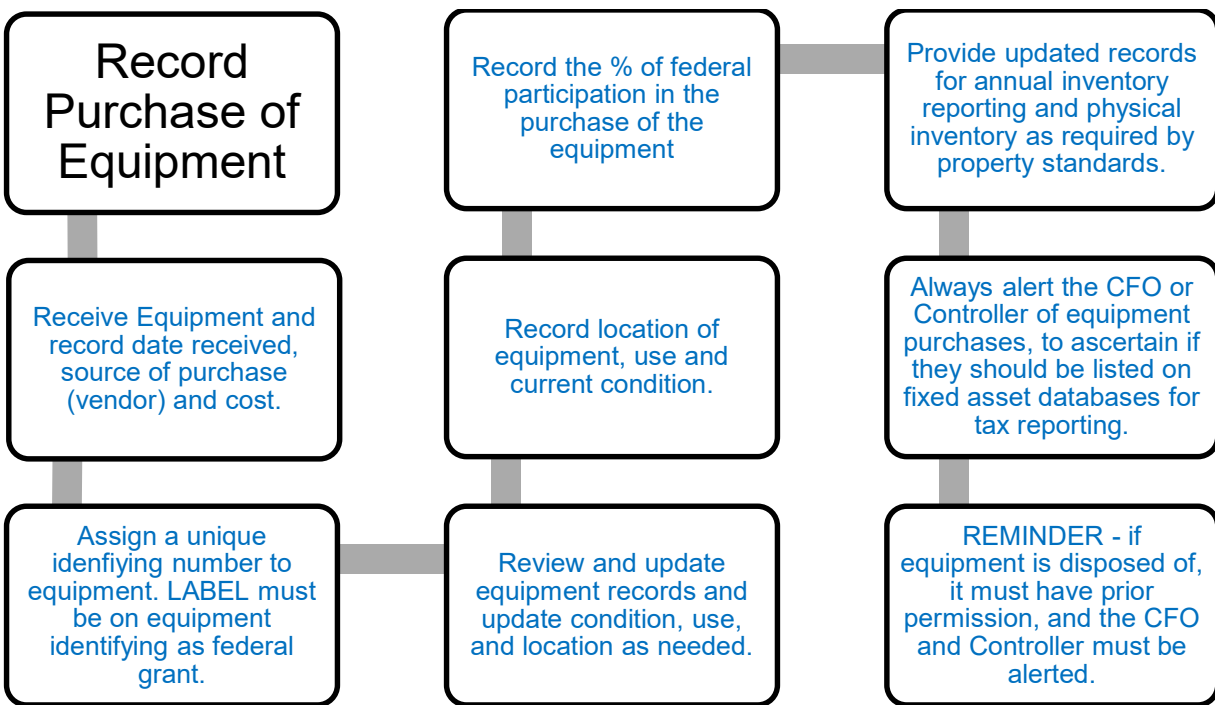 Record
Purchase of
Equipment
Receive Equipment and
record date received,
source of purchase
(vendor) and cost.
Assign a unique
idenfiying number to
equipment. LABEL must
be on equipment
identifying as federal
grant.
Review and update
equipment records and
update condition, use,
and location as needed.
Record location of
equipment, use and
current condition.
Record the % of federal
participation in the
purchase of the
equipment
Provide updated records
for annual inventory
reporting and physical
inventory as required by
property standards.
Always alert the CFO or
Controller of equipment
purchases, to ascertain if
they should be listed on
fixed asset databases for
tax reporting.
REMINDER - if
equipment is disposed of,
it must have prior
permission, and the CFO
and Controller must be
alerted.